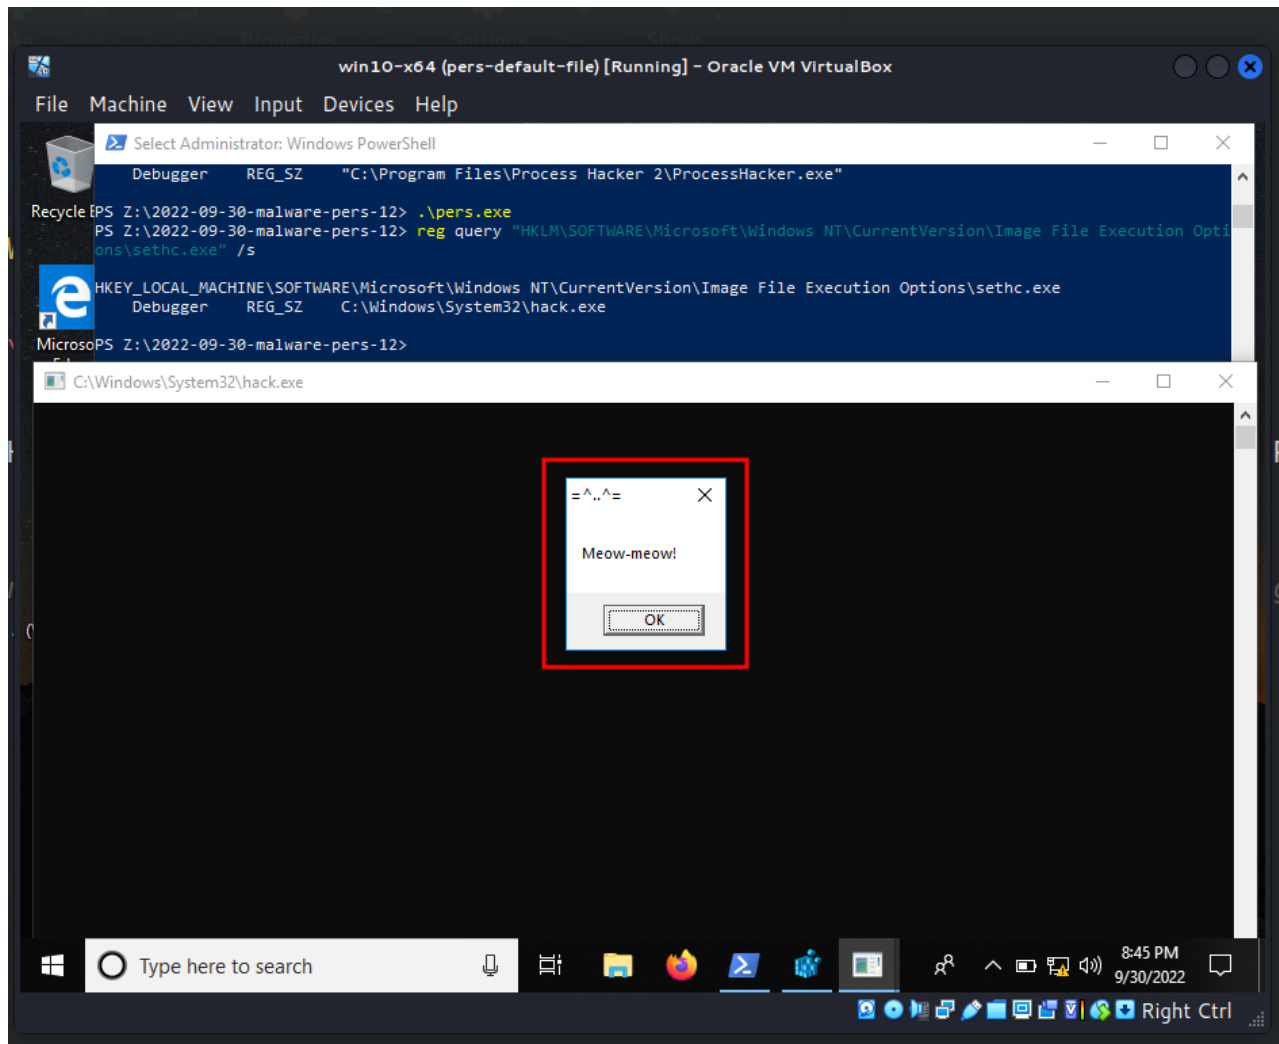 Properties
Settings
Show
win10-x64 (pers-default-file) [Running] - Oracle VM VirtualBox
File Machine View Input Devices Help
Select Administrator: Windows PowerShell
Debugger REG_SZ "C:\Program Files\Process Hacker 2\ProcessHacker.exe"
Recycle
PS Z:\2022-09-30-malware-pers-12> .\pers.exe
PS Z:\2022-09-30-malware-pers-12> reg query "HKLM\SOFTWARE\Microsoft\Windows NT\CurrentVersion\Image File Execution Opti
ons\sethc.exe" /s
HKEY_LOCAL_MACHINE\SOFTWARE\Microsoft\Windows NT\CurrentVersion\Image File Execution Options\sethc.exe
Debugger REG_SZ C:\Windows\System32\hack.exe
Microso
PS Z:\2022-09-30-malware-pers-12>
C:\Windows\System32\hack.exe
=^..^=
Meow-meow!
OK
Type here to search
8:45 PM
9/30/2022
Right Ctrl